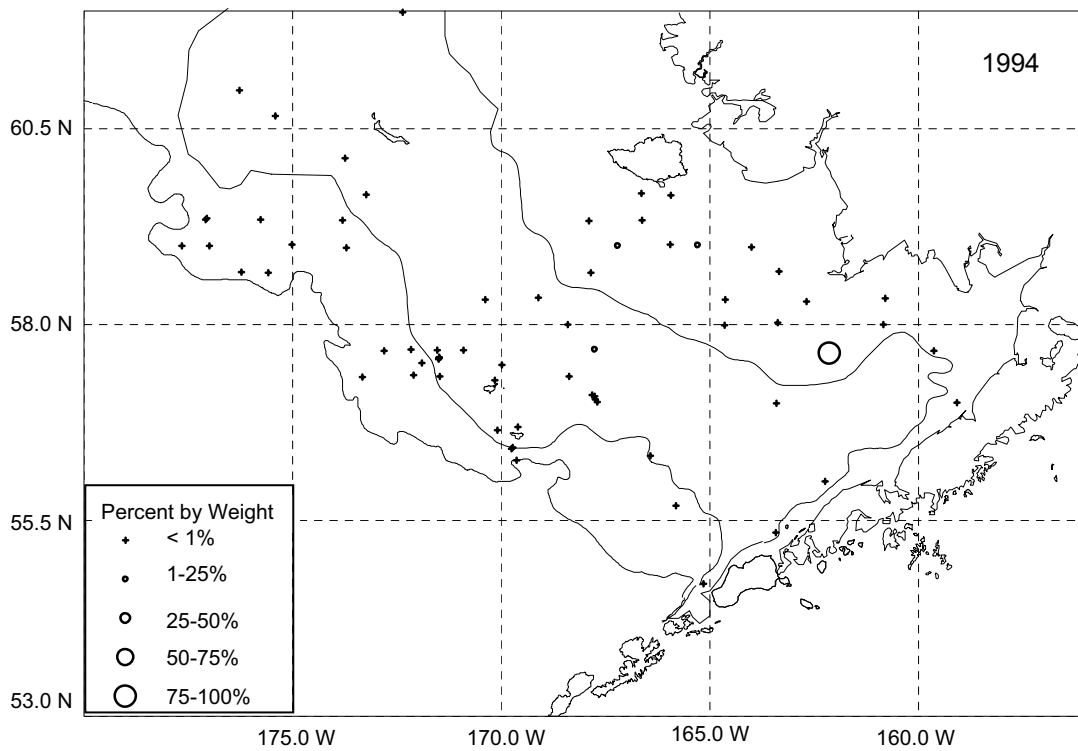 1994
60.5 N
58.0 N
55.5 N
53.0 N
Percent by Weight
< 1%
1-25%
25-50%
50-75%
75-100%
175.0 W
170.0 W
165.0 W
160.0 W